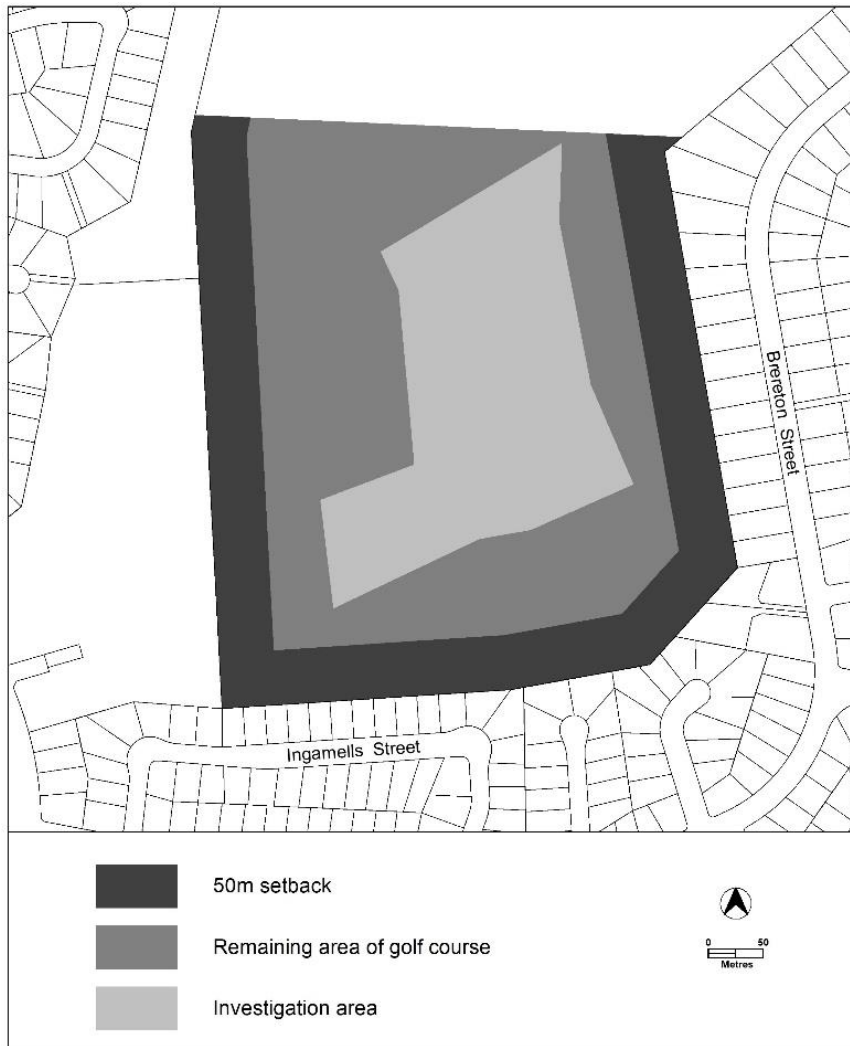 Brereton Street
Ingamells Street
50m setback
Remaining area of golf course
Investigation area
0 50
Metres